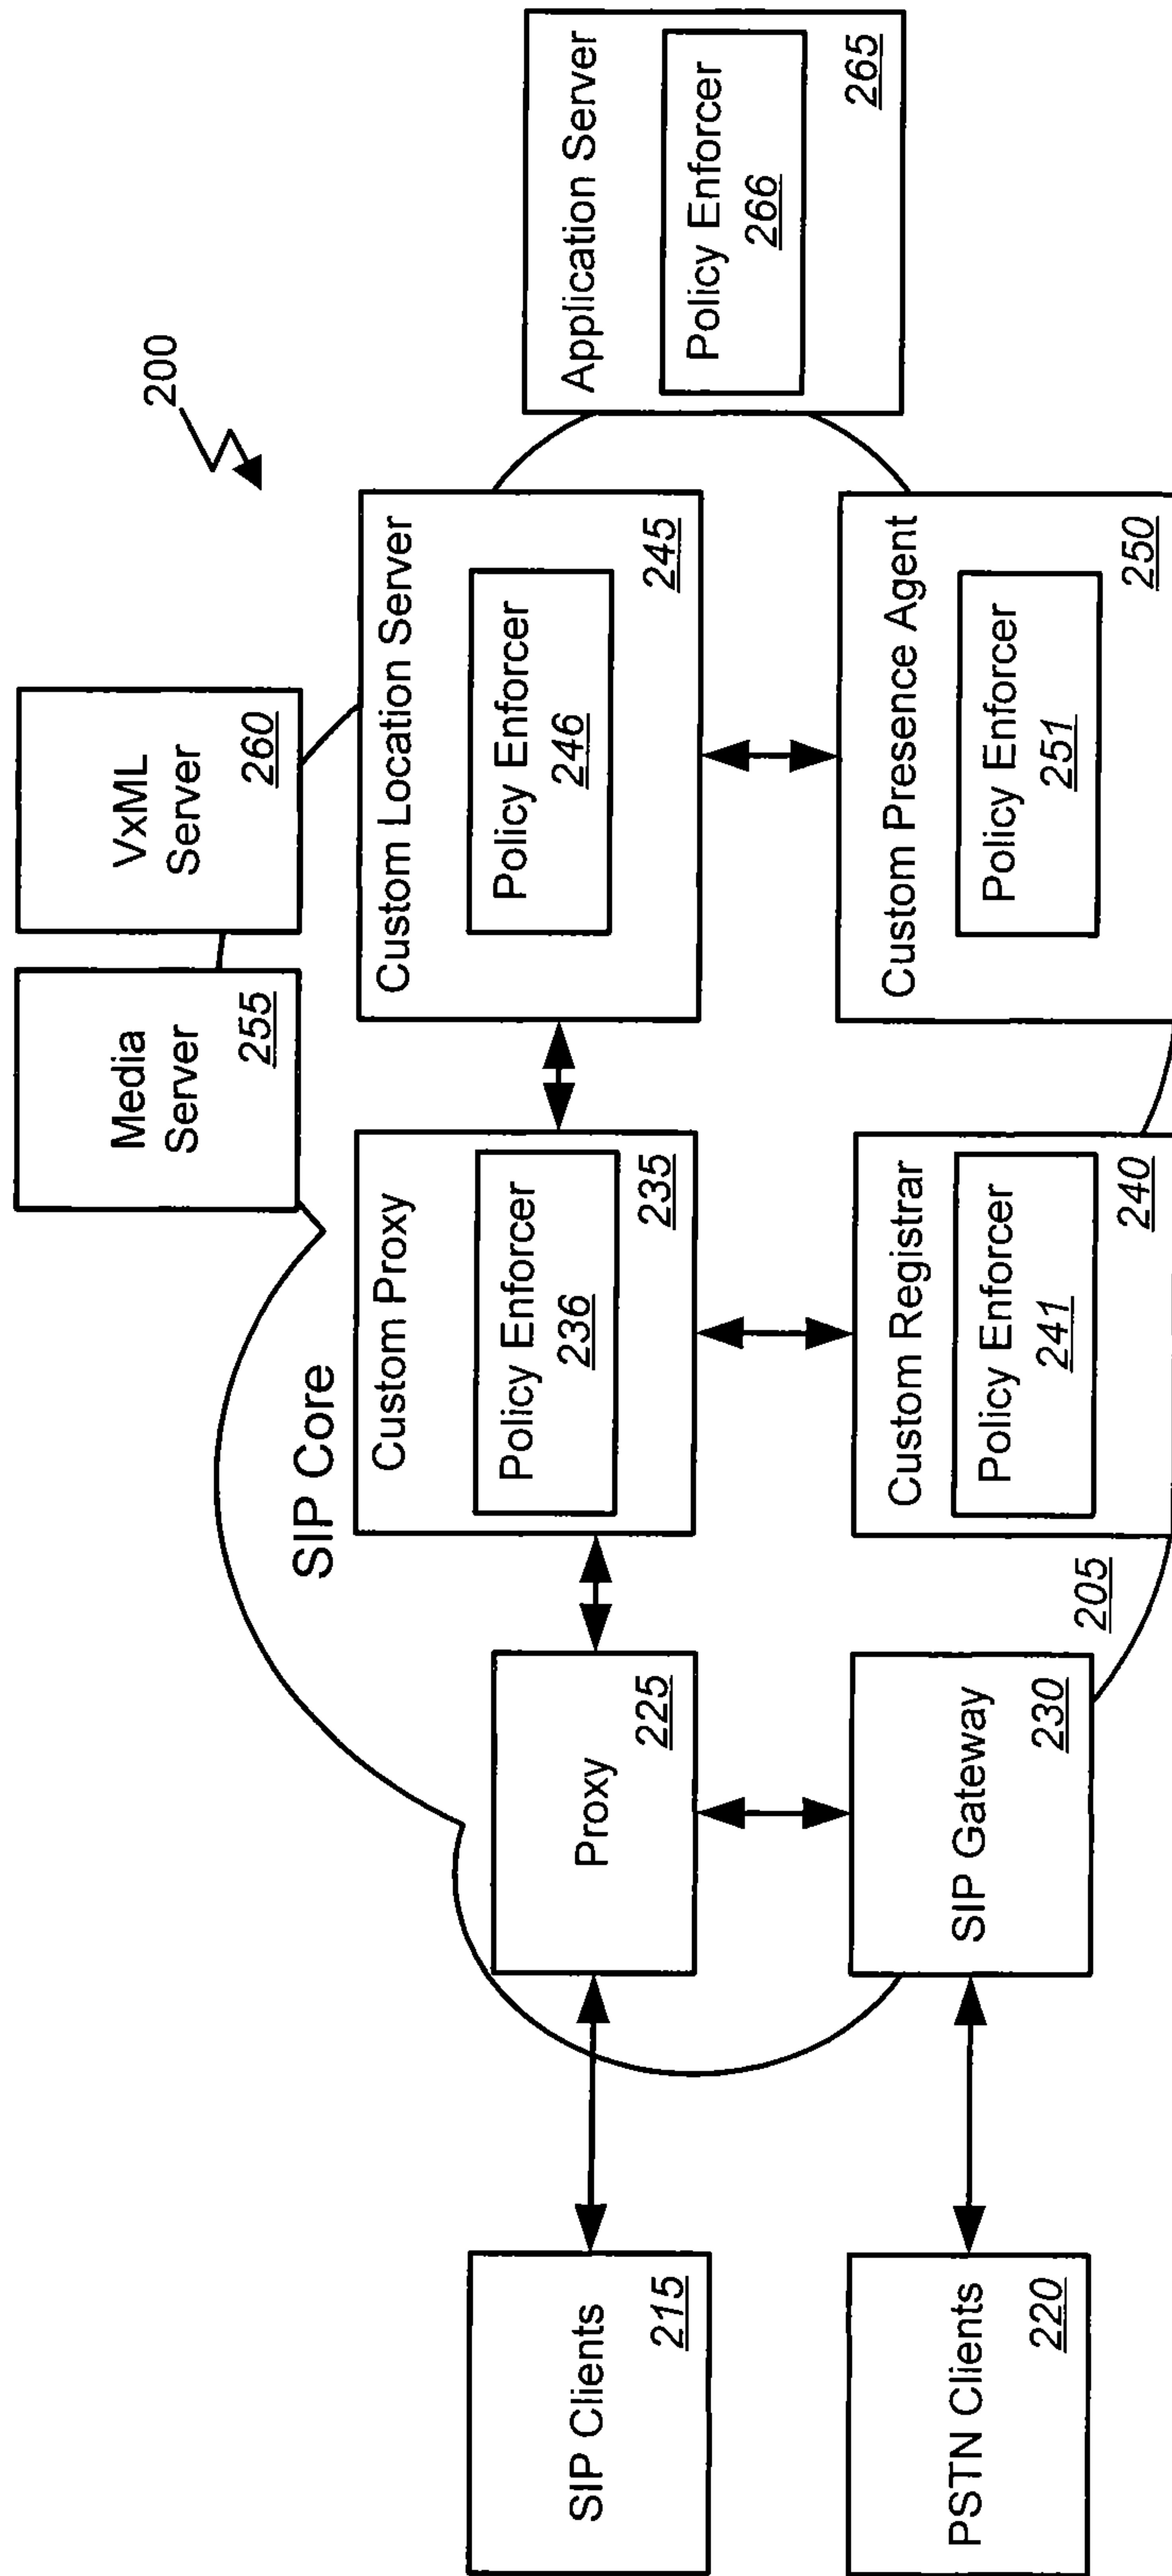 200
Media
Server
255
VxML
Server
260
SIP Core
SIP Clients
215
Proxy
225
Custom Proxy
Policy Enforcer
236
235
Custom Location Server
Policy Enforcer
246
245
Application Server
Policy Enforcer
266
265
PSTN Clients
220
SIP Gateway
230
205
Custom Registrar
Policy Enforcer
241
240
Custom Presence Agent
Policy Enforcer
251
250